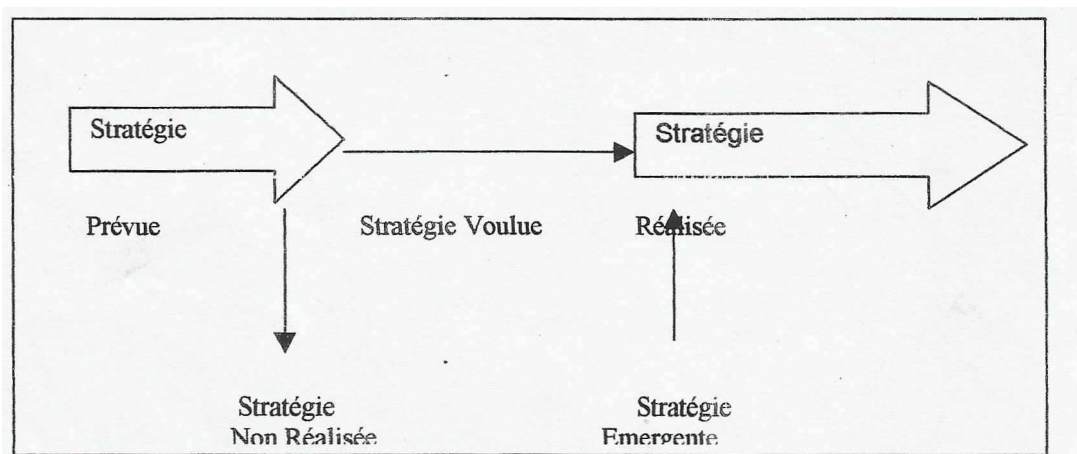 Stratégie
Stratégie
Prévue
Stratégie Voulue
Réalisée
Stratégie
Stratégie
Non Réalisée
Emergente